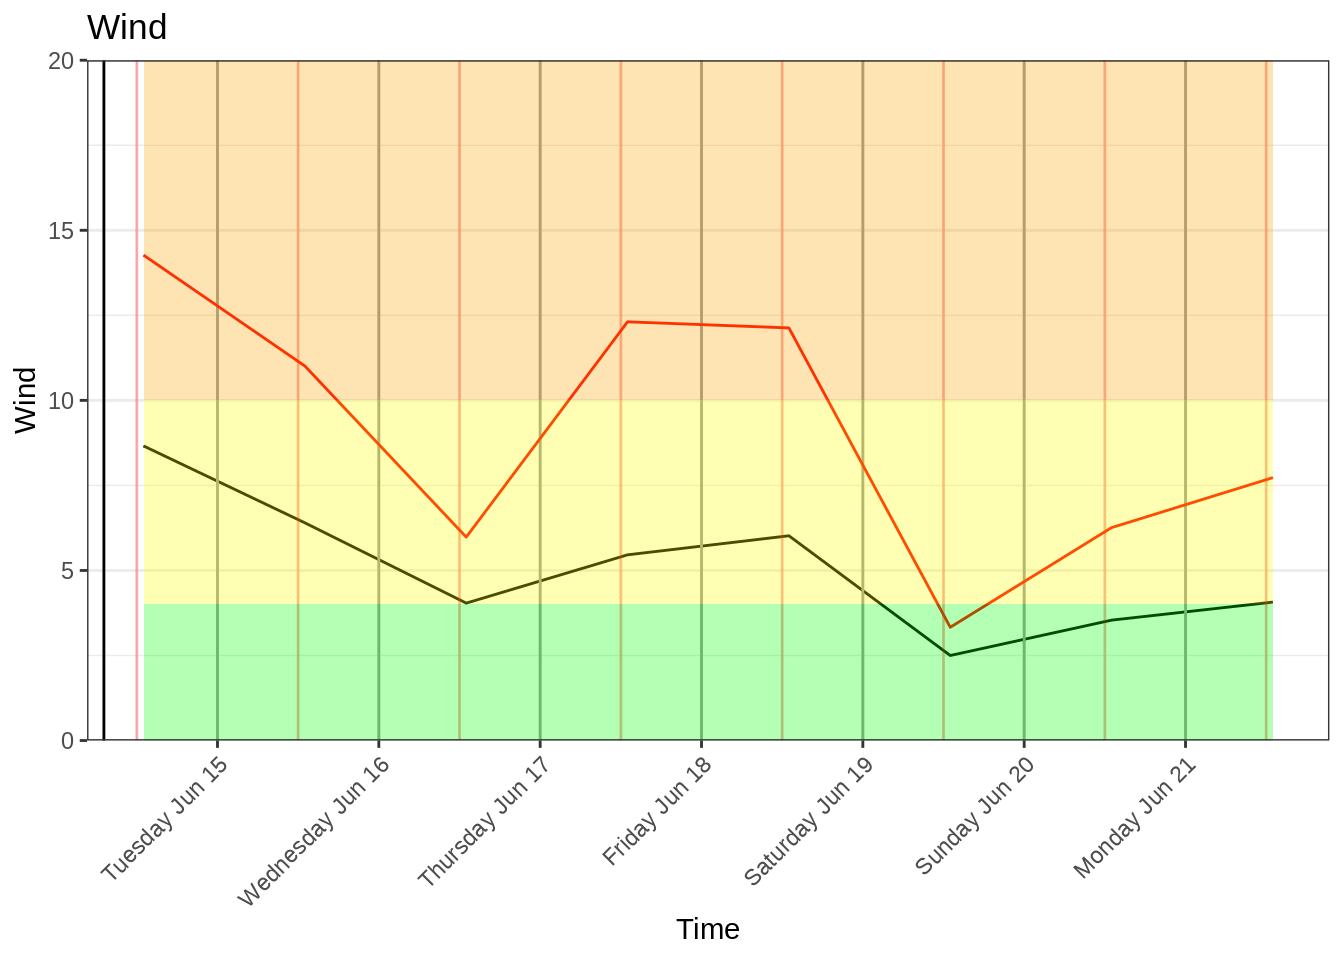 Wind
20
15
10
5
0
Wind
Tuesday Jun 15
Wednesday Jun 16
Thursday Jun 17
Friday Jun 18
Saturday Jun 19
Sunday Jun 20
Monday Jun 21
Time